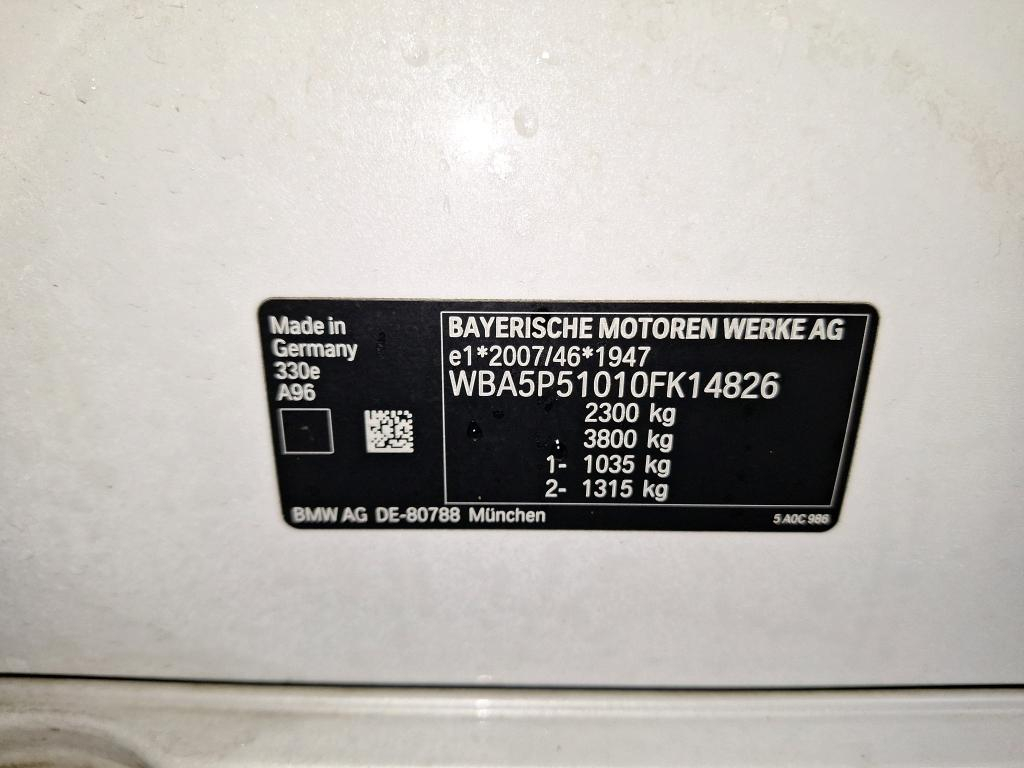 Made in
Germany
330e
A96
BAYERISCHE MOTOREN WERKE AG
e1*2007/46*1947
WBA5P51010FK14826
2300 kg
3800 kg
1- 1035 kg
2- 1315 kg
BMW AG DE-80788 München
5 A0C 986